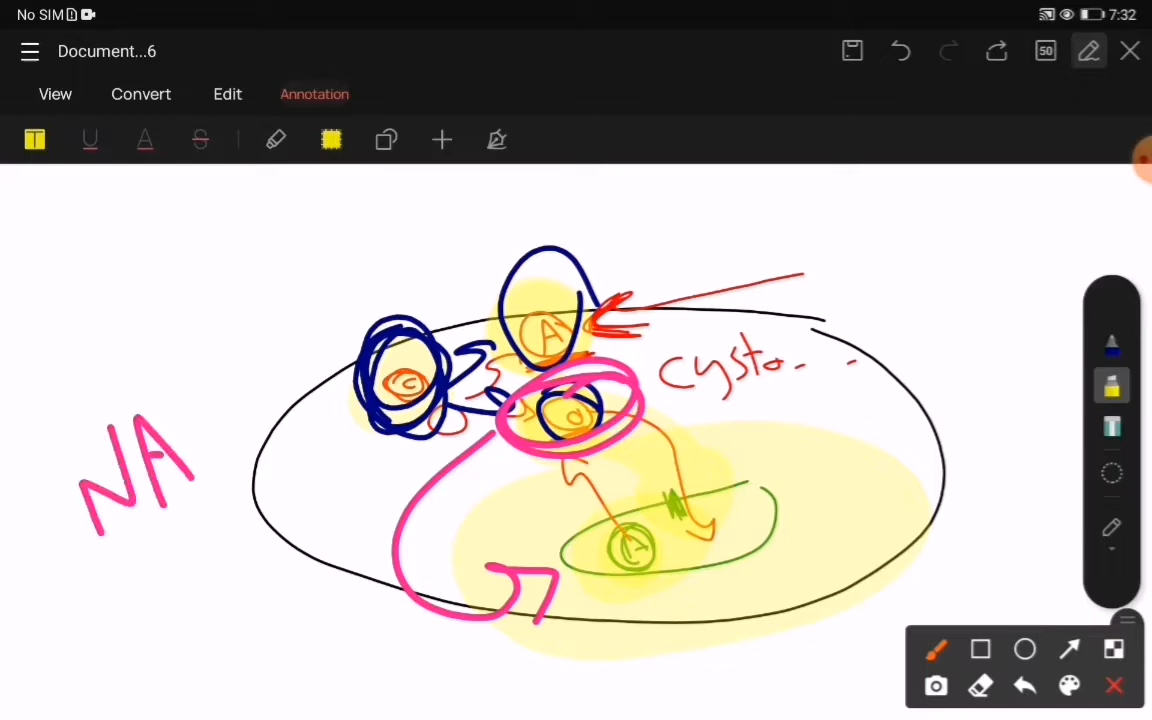 No SIM
7:32
Document...6
50
View Convert Edit Annotation
T U A S
A
C
cysto...
NA